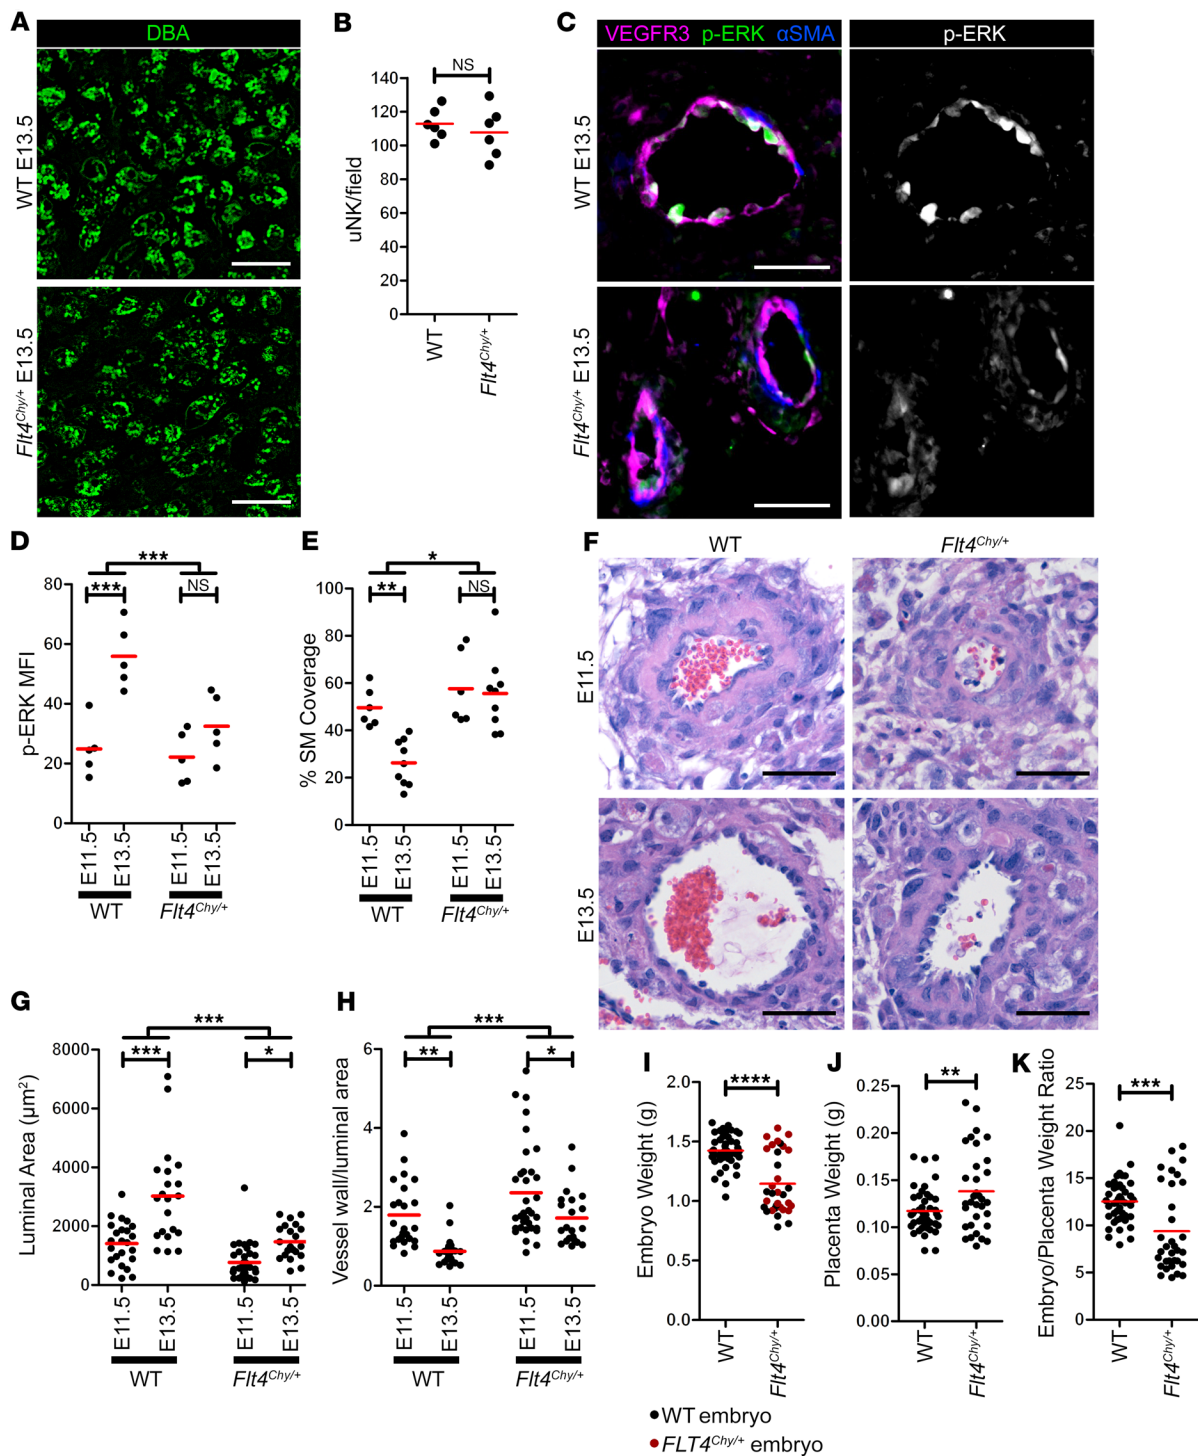 A
DBA
WT E13.5
Flt4Chy/+ E13.5
B
NS
140
120
100
80
60
40
20
0
uNK/field
WT
Flt4Chy/+
C
VEGFR3 p-ERK αSMA
p-ERK
WT E13.5
Flt4Chy/+ E13.5
D
***
***
NS
80
60
40
20
0
p-ERK MFI
E11.5
E13.5
E11.5
E13.5
WT
Flt4Chy/+
E
*
**
NS
100
80
60
40
20
0
% SM Coverage
E11.5
E13.5
E11.5
E13.5
WT
Flt4Chy/+
F
WT
Flt4Chy/+
E11.5
E13.5
G
***
***
*
8000
6000
4000
2000
0
Luminal Area (µm²)
E11.5
E13.5
E11.5
E13.5
WT
Flt4Chy/+
H
***
**
*
6
4
2
0
Vessel wall/luminal area
E11.5
E13.5
E11.5
E13.5
WT
Flt4Chy/+
I
****
2.0
1.5
1.0
0.5
0.0
Embryo Weight (g)
WT
Flt4Chy/+
WT embryo
FLT4Chy/+ embryo
J
**
0.25
0.20
0.15
0.10
0.05
0.00
Placenta Weight (g)
WT
Flt4Chy/+
K
***
25
20
15
10
5
0
Embryo/Placenta Weight Ratio
WT
Flt4Chy/+